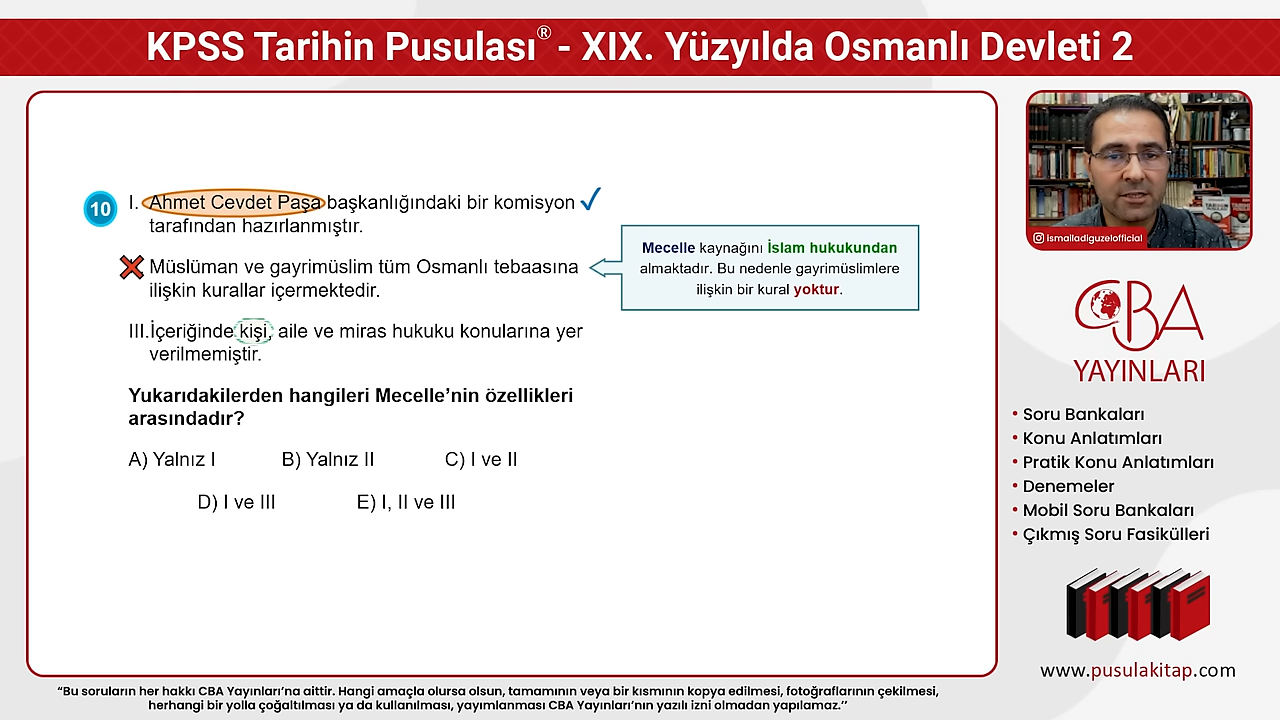 KPSS Tarihin Pusulası® - XIX. Yüzyılda Osmanlı Devleti 2
10
I. Ahmet Cevdet Paşa başkanlığındaki bir komisyon
tarafından hazırlanmıştır.
Müslüman ve gayrimüslim tüm Osmanlı tebaasına
ilişkin kurallar içermektedir.
Mecelle kaynağını İslam hukukundan
almaktadır. Bu nedenle gayrimüslimlere
ilişkin bir kural yoktur.
III.İçeriğinde kişi, aile ve miras hukuku konularına yer
verilmemiştir.
Yukarıdakilerden hangileri Mecelle’nin özellikleri
arasındadır?
A) Yalnız I B) Yalnız II C) I ve II
D) I ve III E) I, II ve III
ismailadiguzelofficial
CBA
YAYINLARI
• Soru Bankaları
• Konu Anlatımları
• Pratik Konu Anlatımları
• Denemeler
• Mobil Soru Bankaları
• Çıkmış Soru Fasikülleri
www.pusulakitap.com
“Bu soruların her hakkı CBA Yayınları’na aittir. Hangi amaçla olursa olsun, tamamının veya bir kısmının kopya edilmesi, fotoğraflarının çekilmesi,
herhangi bir yolla çoğaltılması ya da kullanılması, yayımlanması CBA Yayınları’nın yazılı izni olmadan yapılamaz.’’